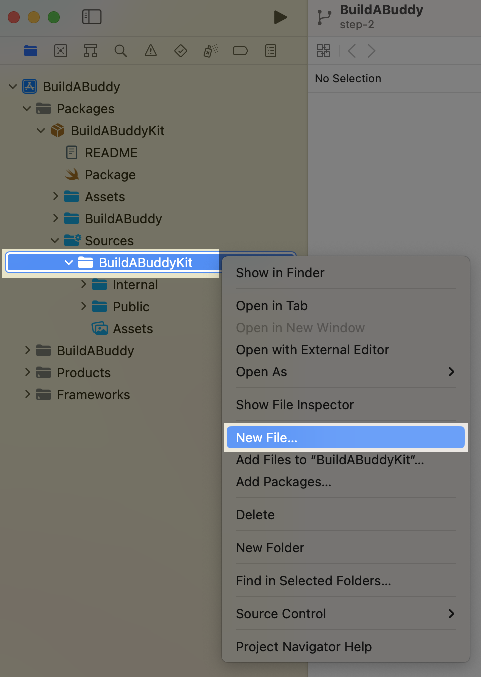 BuildABuddy
step-2
No Selection
BuildABuddy
Packages
BuildABuddyKit
README
Package
Assets
BuildABuddy
Sources
BuildABuddyKit
Internal
Public
Assets
BuildABuddy
Products
Frameworks
Show in Finder
Open in Tab
Open in New Window
Open with External Editor
Open As
Show File Inspector
New File...
Add Files to “BuildABuddyKit”...
Add Packages...
Delete
New Folder
Find in Selected Folders...
Source Control
Project Navigator Help